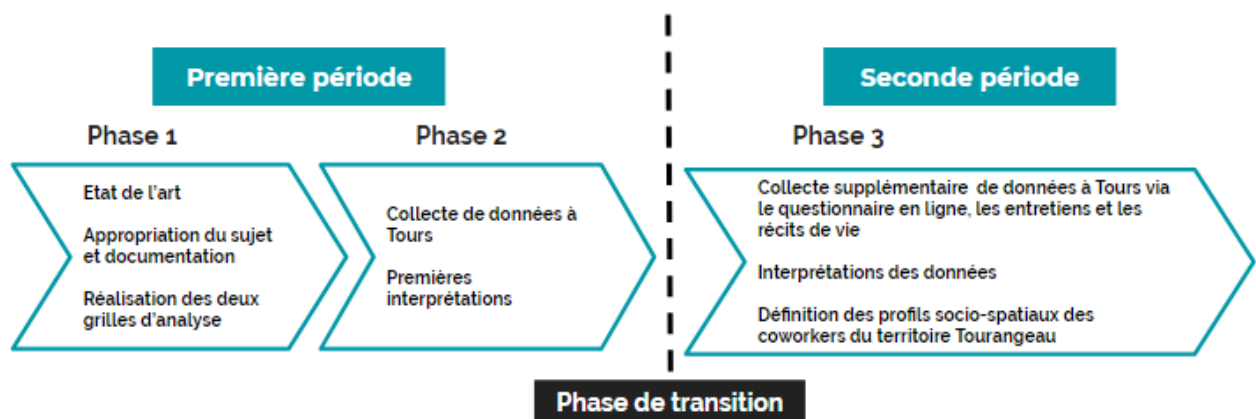 Première période
Seconde période
Phase 1
Phase 2
Phase 3
Etat de l'art
Appropriation du sujet
et documentation
Réalisation des deux
grilles d'analyse
Collecte de données à
Tours
Premières
interprétations
Collecte supplémentaire de données à Tours via
le questionnaire en ligne, les entretiens et les
récits de vie
Interprétations des données
Définition des profils socio-spatiaux des
coworkers du territoire Tourangeau
Phase de transition